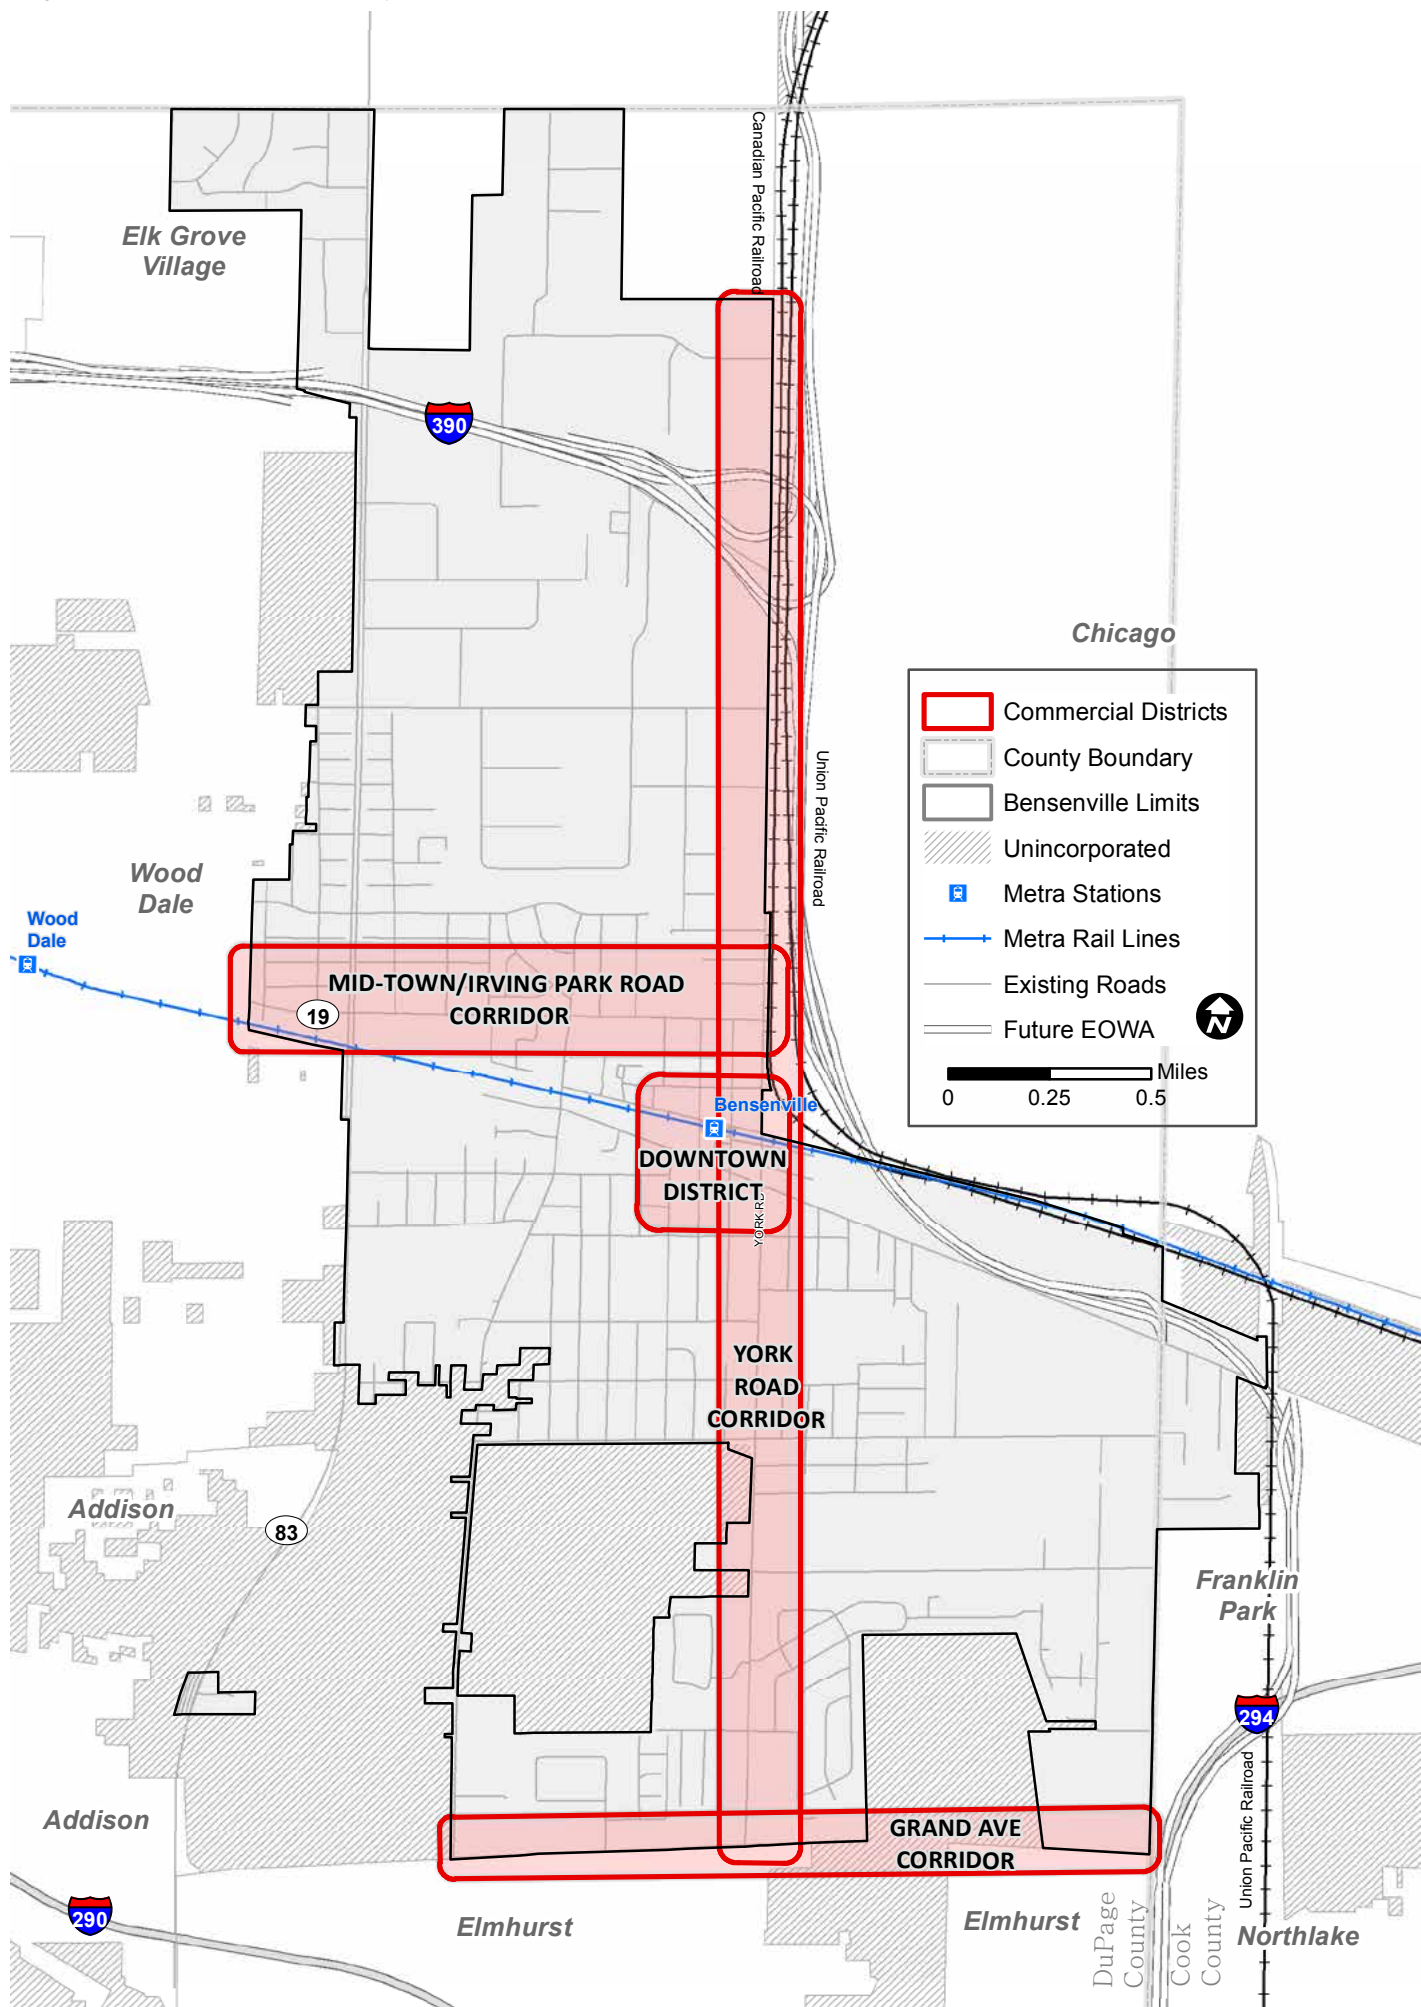 Canadian Pacific Railroad
Elk Grove
Village
390
Chicago
Commercial Districts
County Boundary
Bensenville Limits
Unincorporated
Metra Stations
Metra Rail Lines
Existing Roads
Future EOWA
N
Miles
0 0.25 0.5
Union Pacific Railroad
Wood
Dale
Wood
Dale
MID-TOWN/IRVING PARK ROAD
CORRIDOR
19
Bensenville
DOWNTOWN
DISTRICT
YORK
YORK
ROAD
CORRIDOR
Addison
83
Franklin
Park
294
Union Pacific Railroad
Addison
GRAND AVE
CORRIDOR
290
Elmhurst
Elmhurst
DuPage
County
Cook
County
Northlake